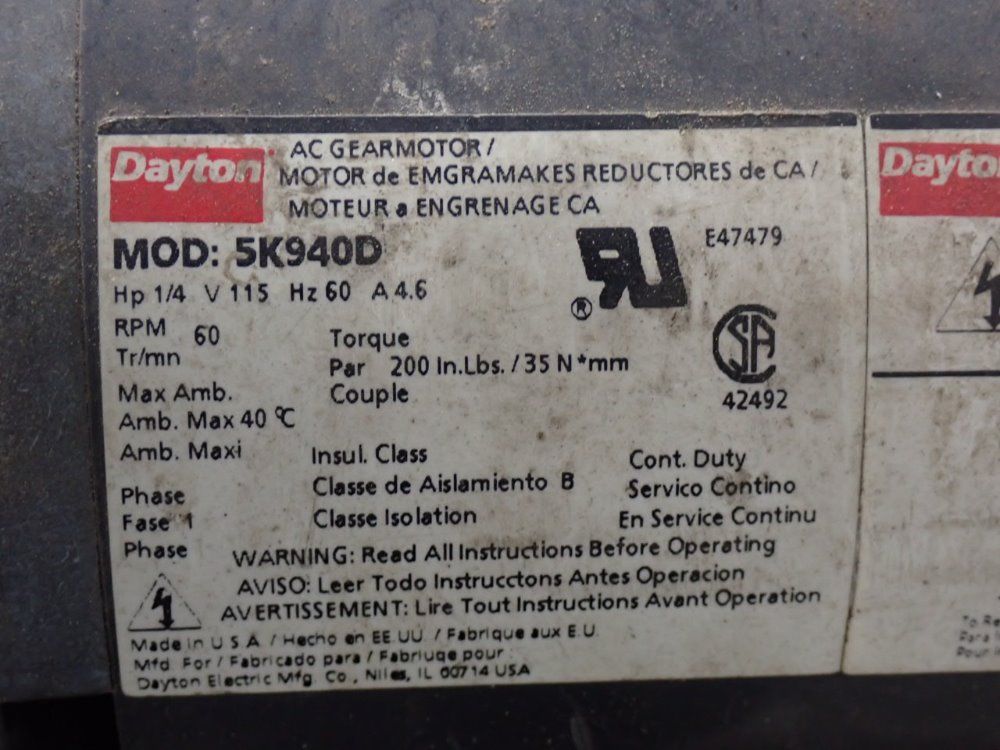 Dayton
AC GEARMOTOR /
MOTOR de EMGRAMAKES REDUCTORES de CA /
MOTEUR a ENGRENAGE CA
MOD: 5K940D
Hp 1/4 V 115 Hz 60 A 4.6
RPM 60
Tr/mn
Torque
Par 200 In.Lbs. / 35 N*mm
Couple
Max Amb.
Amb. Max 40 °C
Amb. Maxi
Insul. Class
Classe de Aislamiento B
Classe Isolation
Cont. Duty
Servico Contino
En Service Continu
Phase
Fase 1
Phase
WARNING: Read All Instructions Before Operating
AVISO: Leer Todo Instrucctons Antes Operacion
AVERTISSEMENT: Lire Tout Instructions Avant Operation
Made in U S A / Hecho en EE UU. / Fabrique aux E.U.
Mfd For / Fabricado para / Fabriuqe pour :
Dayton Electric Mfg. Co., Niles, IL 60714 USA
RU
®
E47479
CSA
42492
Dayto